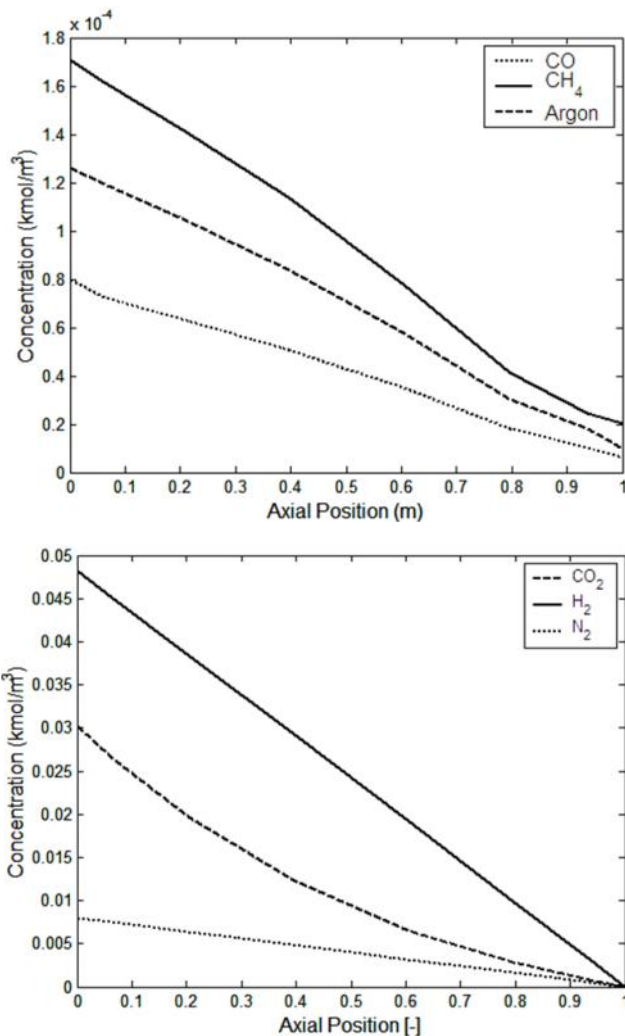 × 10⁻⁴
1.8
1.6
1.4
1.2
1
0.8
0.6
0.4
0.2
0
Concentration (kmol/m³)
CO
CH₄
Argon
0 0.1 0.2 0.3 0.4 0.5 0.6 0.7 0.8 0.9 1
Axial Position (m)
0.05
0.045
0.04
0.035
0.03
0.025
0.02
0.015
0.01
0.005
0
Concentration (kmol/m³)
CO₂
H₂
N₂
0 0.1 0.2 0.3 0.4 0.5 0.6 0.7 0.8 0.9 1
Axial Position [-]